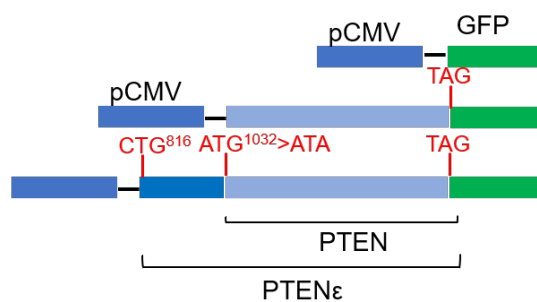 pCMV GFP
TAG
pCMV
CTG816 ATG1032>ATA TAG
PTEN
PTENε